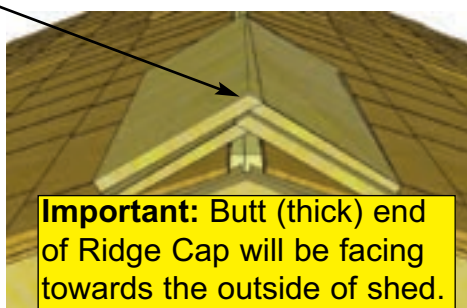 Important: Butt (thick) end
of Ridge Cap will be facing
towards the outside of shed.